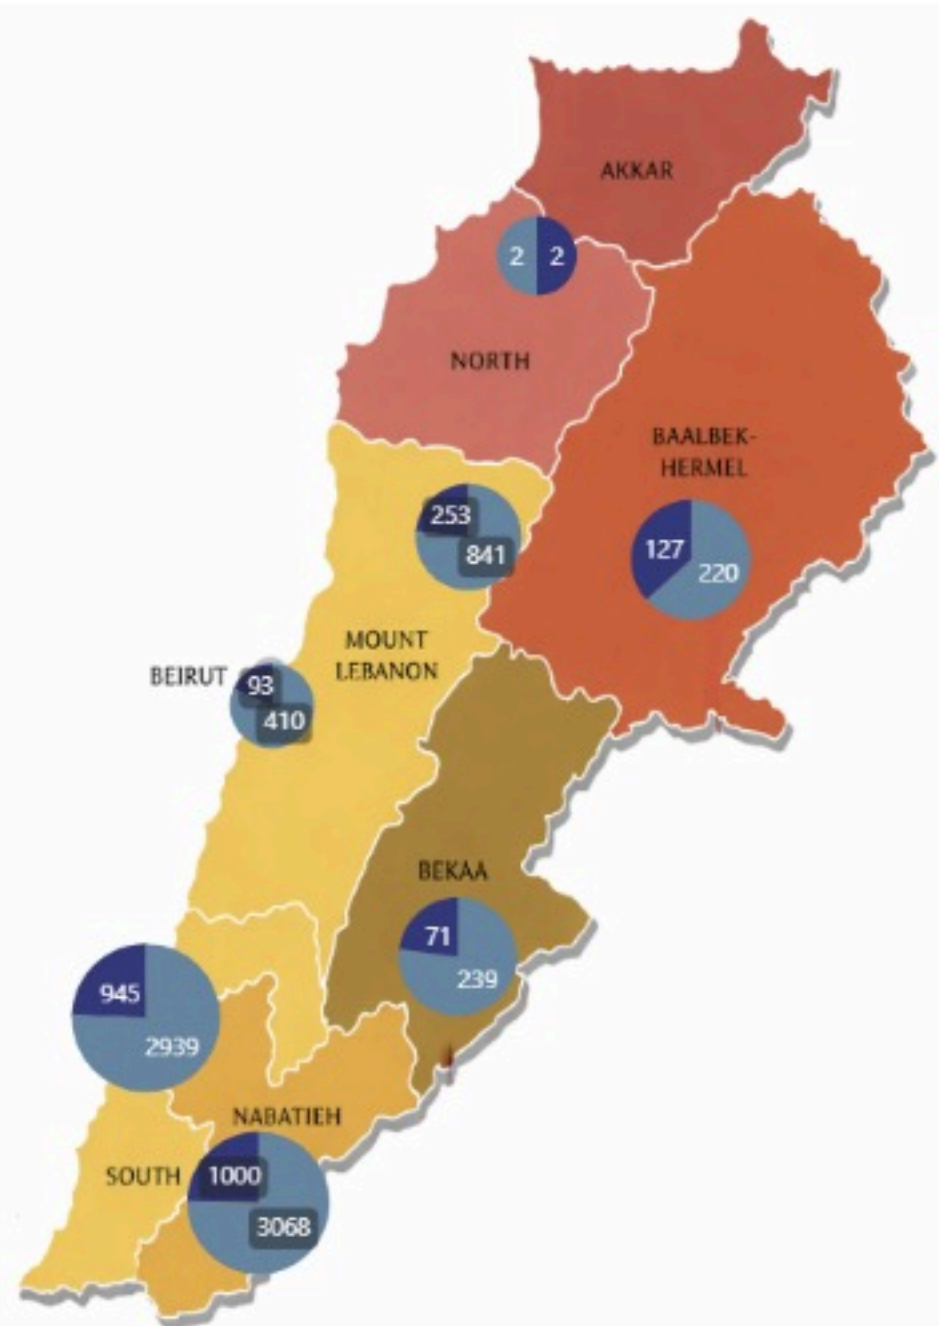 AKKAR
2 2
NORTH
BAALBEK-
HERMEL
253
841
127
220
MOUNT
LEBANON
BEIRUT
93
410
BEKAA
71
239
945
2939
NABATIEH
SOUTH
1000
3068